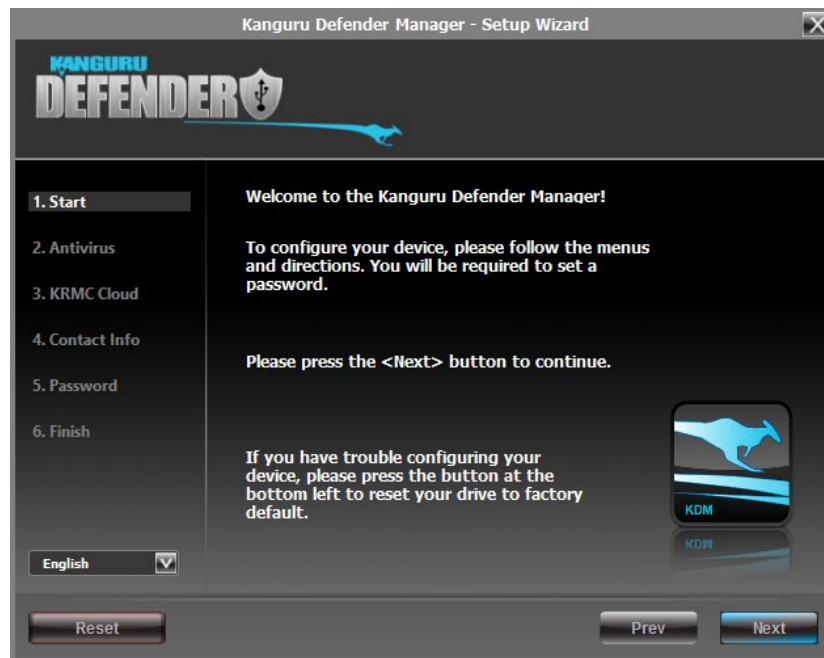 Kanguru Defender Manager - Setup Wizard
X
KANGURU
DEFENDER
1. Start
2. Antivirus
3. KRMC Cloud
4. Contact Info
5. Password
6. Finish
English
Welcome to the Kanguru Defender Manager!
To configure your device, please follow the menus
and directions. You will be required to set a
password.
Please press the <Next> button to continue.
If you have trouble configuring your
device, please press the button at the
bottom left to reset your drive to factory
default.
KDM
Reset
Prev
Next